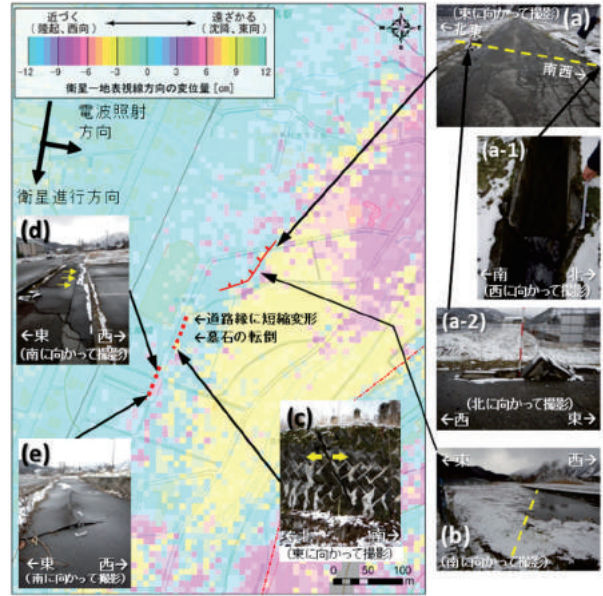 近づく
(隆起、西向)
遠ざかる
(沈降、東向)
-12 -9 -6 -3 0 3 6 9 12
衛星ー地表視線方向の変位量 [cm]
電波照射
方向
衛星進行方向
(東に向かって撮影)
(a)
←北東
南西→
(a-1)
←南 北→
(西に向かって撮影)
(a-2)
(北に向かって撮影)
←西 東→
(b)
←東 西→
(南に向かって撮影)
(c)
南→
(東に向かって撮影)
(d)
←東 西→
(南に向かって撮影)
(e)
←東 西→
(南に向かって撮影)
←道路縁に短縮変形
←墓石の転倒
0 50 100
m